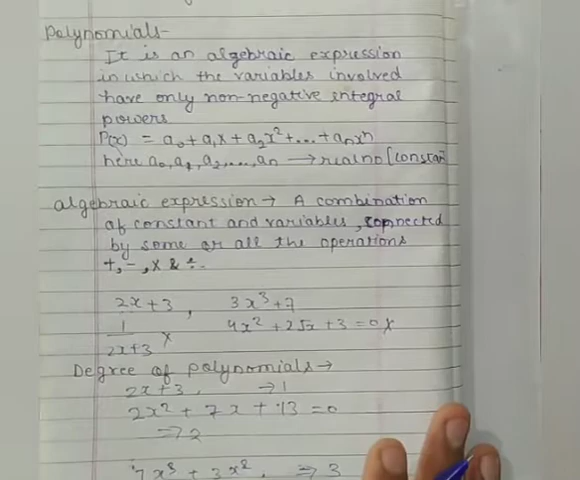 Polynomials-
It is an algebraic expression
in which the variables involved
have only non-negative integral
powers
P(x) = a₀ + a₁x + a₂x² + ... + aₙxⁿ
here a₀, a₁, a₂, ..., aₙ → real no [constan
algebraic expression → A combination
of constant and variables, connected
by some or all the operations
+, -, x & ÷.
2x+3, 3x³+7
1/2x+3 x 4x²+25x+3=0 x
Degree of polynomials →
2x+3, → 1
2x² + 7x + 13 = 0
⇒ 2
7x³ + 3x², ⇒ 3